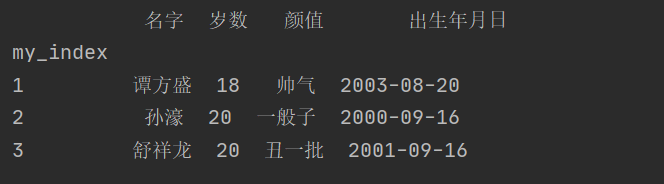 名字 岁数 颜值 出生年月日
my_index
1 谭方盛 18 帅气 2003-08-20
2 孙濠 20 一般子 2000-09-16
3 舒祥龙 20 丑一批 2001-09-16